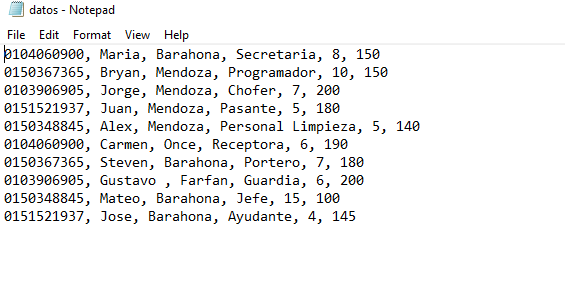 datos - Notepad
File Edit Format View Help
0104060900, Maria, Barahona, Secretaria, 8, 150
0150367365, Bryan, Mendoza, Programador, 10, 150
0103906905, Jorge, Mendoza, Chofer, 7, 200
0151521937, Juan, Mendoza, Pasante, 5, 180
0150348845, Alex, Mendoza, Personal Limpieza, 5, 140
0104060900, Carmen, Once, Receptora, 6, 190
0150367365, Steven, Barahona, Portero, 7, 180
0103906905, Gustavo , Farfan, Guardia, 6, 200
0150348845, Mateo, Barahona, Jefe, 15, 100
0151521937, Jose, Barahona, Ayudante, 4, 145